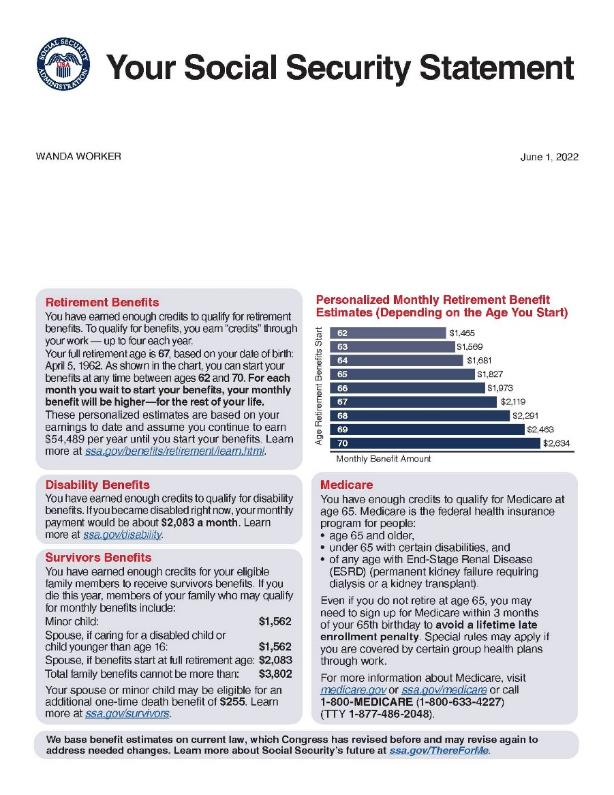 SOCIAL SECURITY ADMINISTRATION
USA
Your Social Security Statement
WANDA WORKER
June 1, 2022
Retirement Benefits
You have earned enough credits to qualify for retirement
benefits. To qualify for benefits, you earn "credits" through
your work — up to four each year.
Your full retirement age is 67, based on your date of birth:
April 5, 1962. As shown in the chart, you can start your
benefits at any time between ages 62 and 70. For each
month you wait to start your benefits, your monthly
benefit will be higher—for the rest of your life.
These personalized estimates are based on your
earnings to date and assume you continue to earn
$54,489 per year until you start your benefits. Learn
more at ssa.gov/benefits/retirement/learn.html.
Disability Benefits
You have earned enough credits to qualify for disability
benefits. If you became disabled right now, your monthly
payment would be about $2,083 a month. Learn
more at ssa.gov/disability.
Survivors Benefits
You have earned enough credits for your eligible
family members to receive survivors benefits. If you
die this year, members of your family who may qualify
for monthly benefits include:
Minor child: $1,562
Spouse, if caring for a disabled child or
child younger than age 16: $1,562
Spouse, if benefits start at full retirement age: $2,083
Total family benefits cannot be more than: $3,802
Your spouse or minor child may be eligible for an
additional one-time death benefit of $255. Learn
more at ssa.gov/survivors.
Personalized Monthly Retirement Benefit
Estimates (Depending on the Age You Start)
Age Retirement Benefits Start
62 $1,465
63 $1,569
64 $1,681
65 $1,827
66 $1,973
67 $2,119
68 $2,291
69 $2,463
70 $2,634
Monthly Benefit Amount
Medicare
You have enough credits to qualify for Medicare at
age 65. Medicare is the federal health insurance
program for people:
• age 65 and older,
• under 65 with certain disabilities, and
• of any age with End-Stage Renal Disease
(ESRD) (permanent kidney failure requiring
dialysis or a kidney transplant).
Even if you do not retire at age 65, you may
need to sign up for Medicare within 3 months
of your 65th birthday to avoid a lifetime late
enrollment penalty. Special rules may apply if
you are covered by certain group health plans
through work.
For more information about Medicare, visit
medicare.gov or ssa.gov/medicare or call
1-800-MEDICARE (1-800-633-4227)
(TTY 1-877-486-2048).
We base benefit estimates on current law, which Congress has revised before and may revise again to
address needed changes. Learn more about Social Security's future at ssa.gov/ThereForMe.